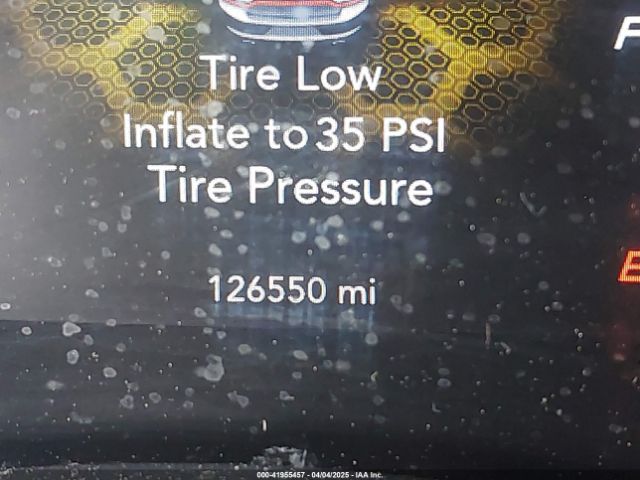 F
Tire Low
Inflate to 35 PSI
Tire Pressure
E
126550 mi
000-41955457 - 04/04/2025 - IAA Inc.